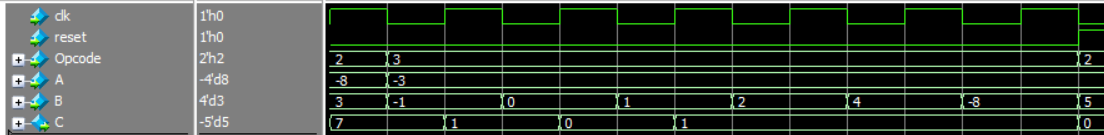 clk 1'h0
reset 1'h0
Opcode 2'h2 2 3 2
A -4'd8 -8 -3
B 4'd3 3 -1 0 1 2 4 -8 5
C -5'd5 7 1 0 1 0